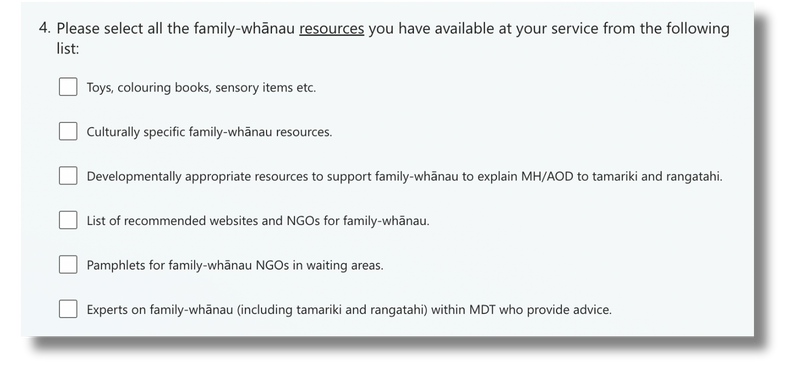 4. Please select all the family-whānau resources you have available at your service from the following
list:
Toys, colouring books, sensory items etc.
Culturally specific family-whānau resources.
Developmentally appropriate resources to support family-whānau to explain MH/AOD to tamariki and rangatahi.
List of recommended websites and NGOs for family-whānau.
Pamphlets for family-whānau NGOs in waiting areas.
Experts on family-whānau (including tamariki and rangatahi) within MDT who provide advice.